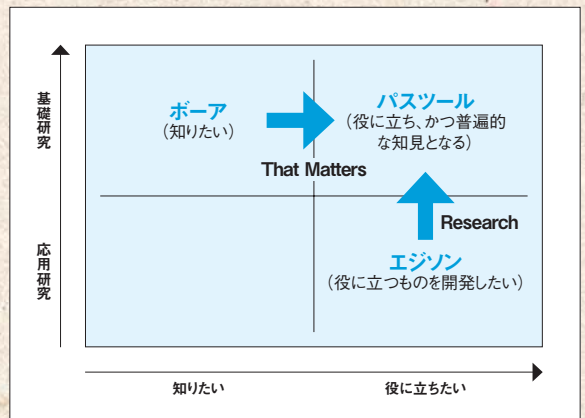 基礎研究
応用研究
ボーア
(知りたい)
パスツール
(役に立ち、かつ普遍的
な知見となる)
That Matters
Research
エジソン
(役に立つものを開発したい)
知りたい
役に立ちたい